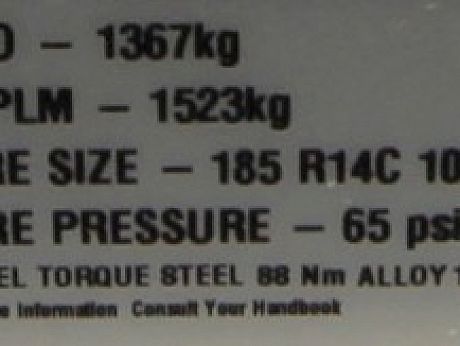 O – 1367kg
PLM – 1523kg
RE SIZE – 185 R14C 10
RE PRESSURE – 65 psi
EL TORQUE STEEL 88 Nm ALLOY 1
e Information Consult Your Handbook